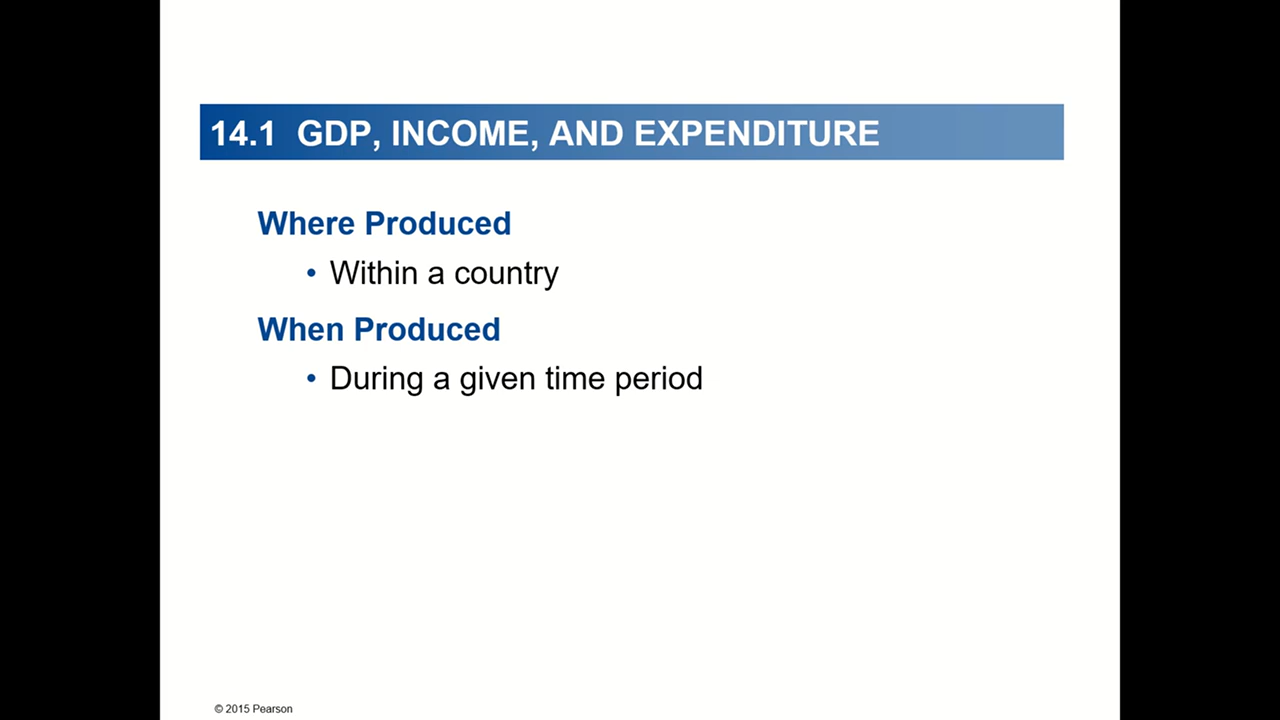 14.1 GDP, INCOME, AND EXPENDITURE
Where Produced
• Within a country
When Produced
• During a given time period
© 2015 Pearson